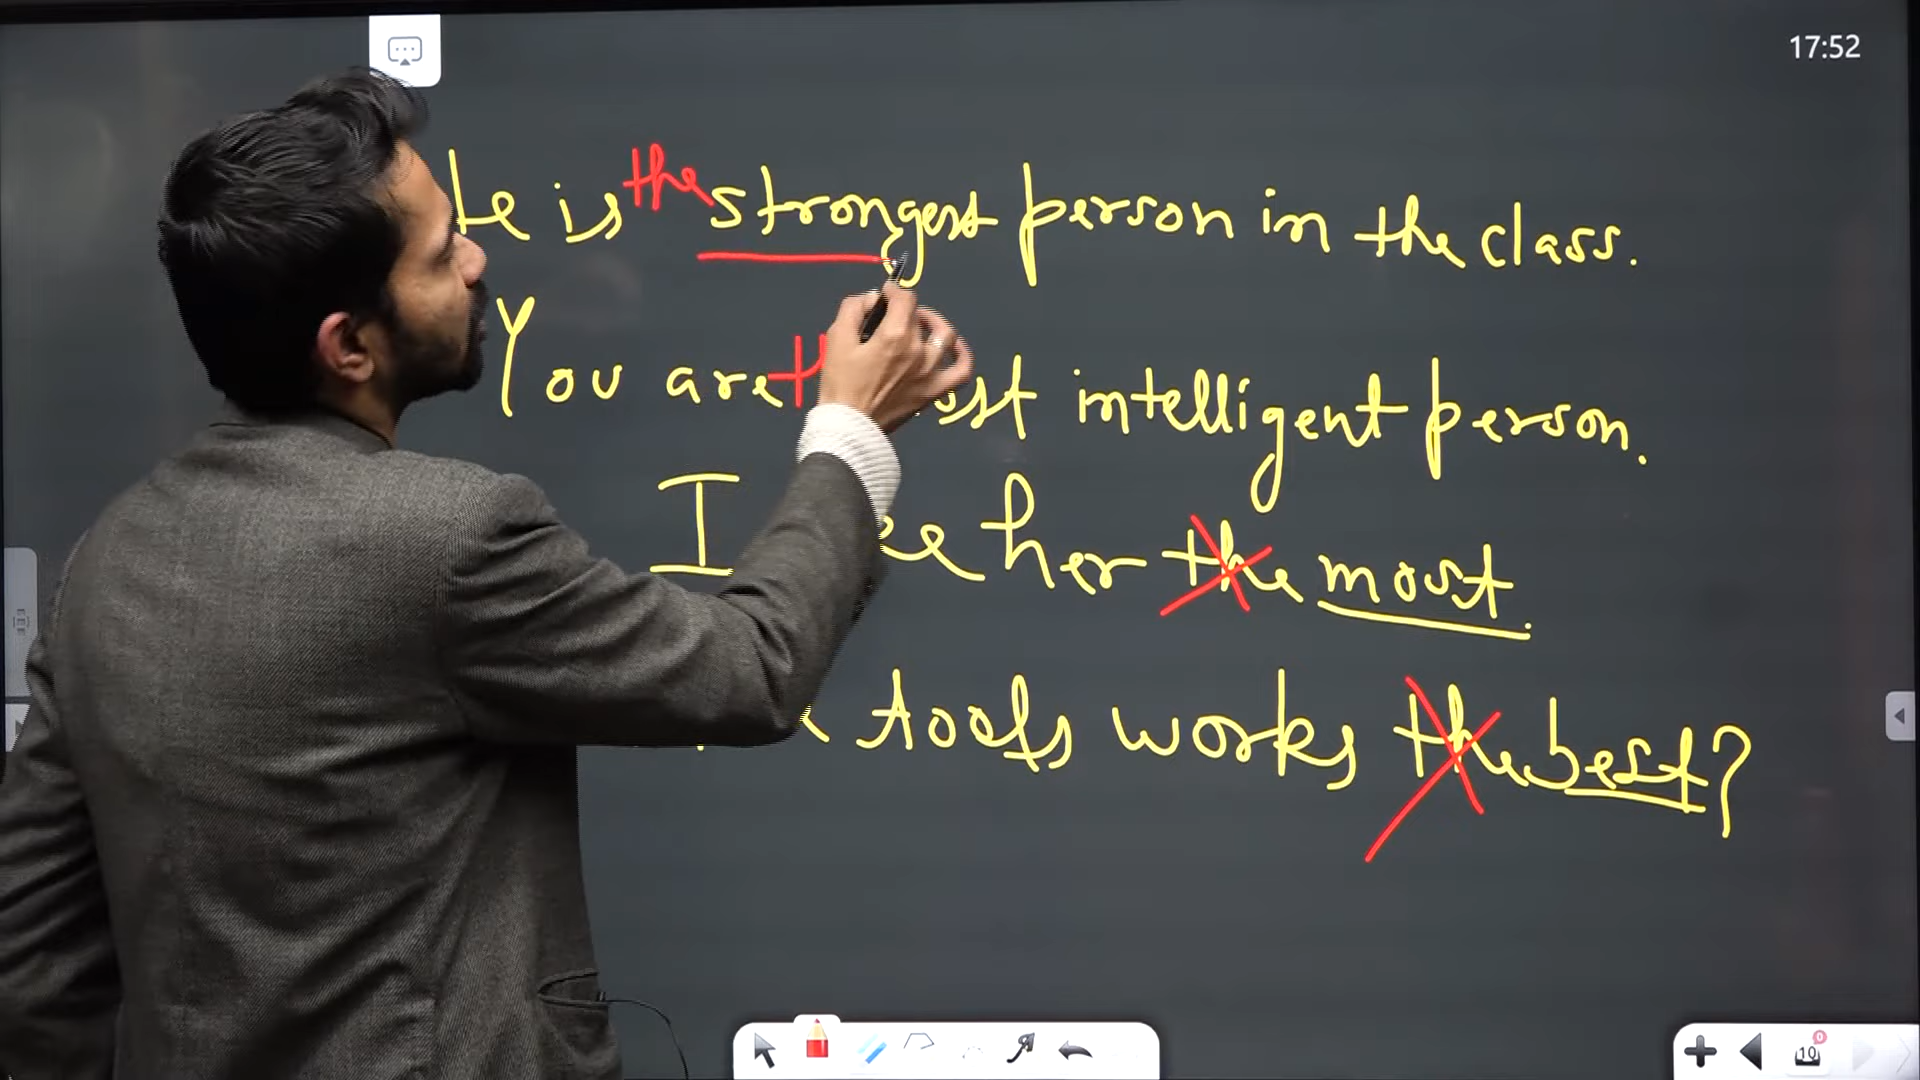 17:52
He is the strongest person in the class.
You are most intelligent person.
I her the most.
tools works the best?
10